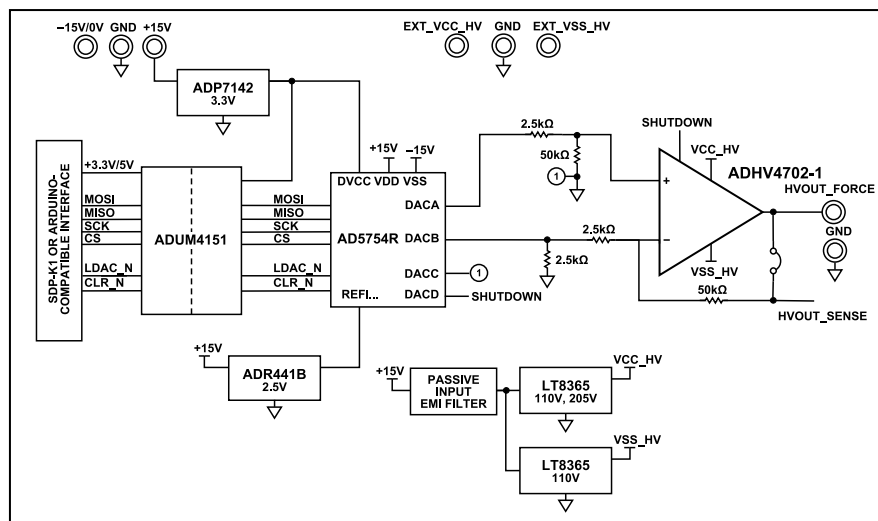 –15V/0V GND +15V
EXT_VCC_HV GND EXT_VSS_HV
ADP7142
3.3V
SDP-K1 OR ARDUINO-
COMPATIBLE INTERFACE
+3.3V/5V
MOSI
MISO
SCK
CS
LDAC_N
CLR_N
ADUM4151
MOSI
MISO
SCK
CS
LDAC_N
CLR_N
+15V –15V
DVCC VDD VSS
DACA
DACB
AD5754R
DACC
REFI... DACD
1
SHUTDOWN
2.5kΩ
50kΩ
1
2.5kΩ
2.5kΩ
SHUTDOWN
VCC_HV
ADHV4702-1
+
–
VSS_HV
50kΩ
HVOUT_FORCE
GND
HVOUT_SENSE
+15V
ADR441B
2.5V
+15V
PASSIVE
INPUT
EMI FILTER
VCC_HV
LT8365
110V, 205V
VSS_HV
LT8365
110V